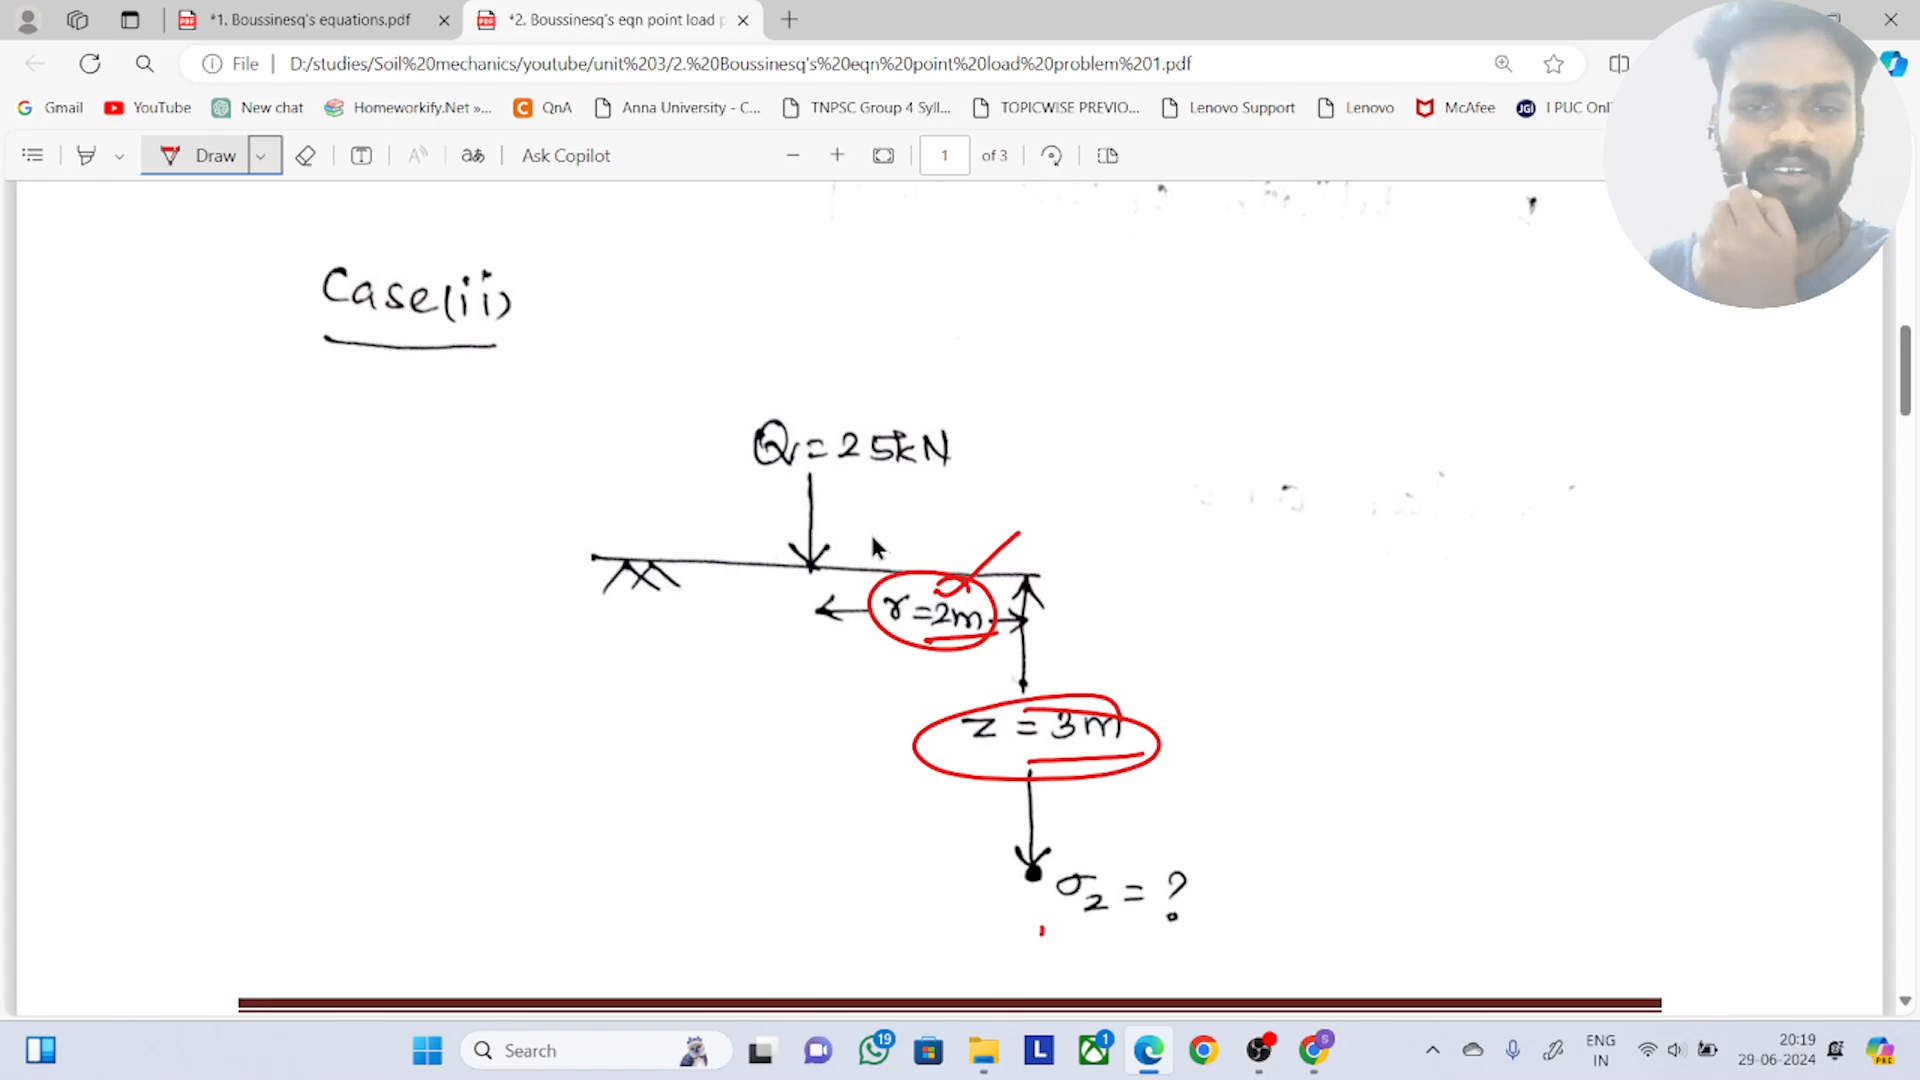 *1. Boussinesq's equations.pdf
*2. Boussinesq's eqn point load p
File | D:/studies/Soil%20mechanics/youtube/unit%203/2.%20Boussinesq's%20eqn%20point%20load%20problem%201.pdf
Gmail YouTube New chat Homeworkify.Net »... QnA Anna University - C... TNPSC Group 4 Syll... TOPICWISE PREVIO... Lenovo Support Lenovo McAfee I PUC Onl
Draw Ask Copilot 1 of 3
Case(ii)
Q = 25kN
r = 2m
z = 3m
σz = ?
Search 19 1 ENG 20:19
IN 29-06-2024